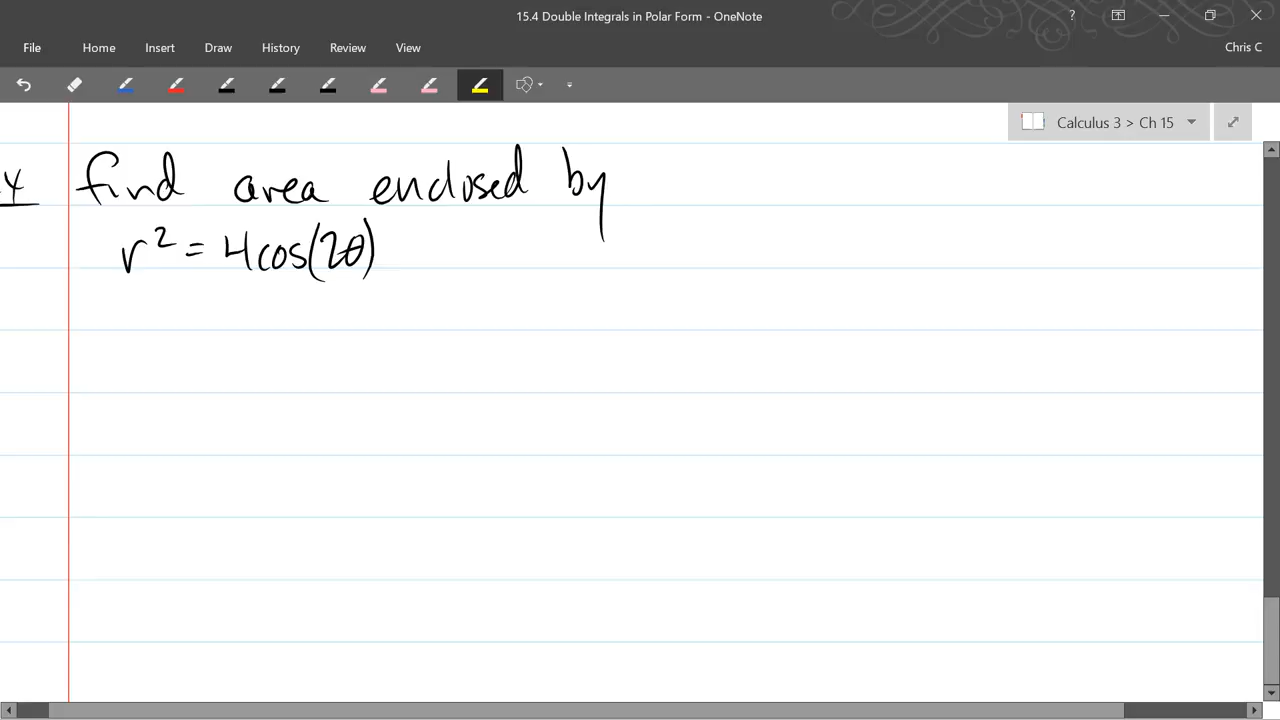 15.4 Double Integrals in Polar Form - OneNote
?
File Home Insert Draw History Review View
Chris C
Calculus 3 > Ch 15
find area enclosed by
r² = 4cos(2θ)